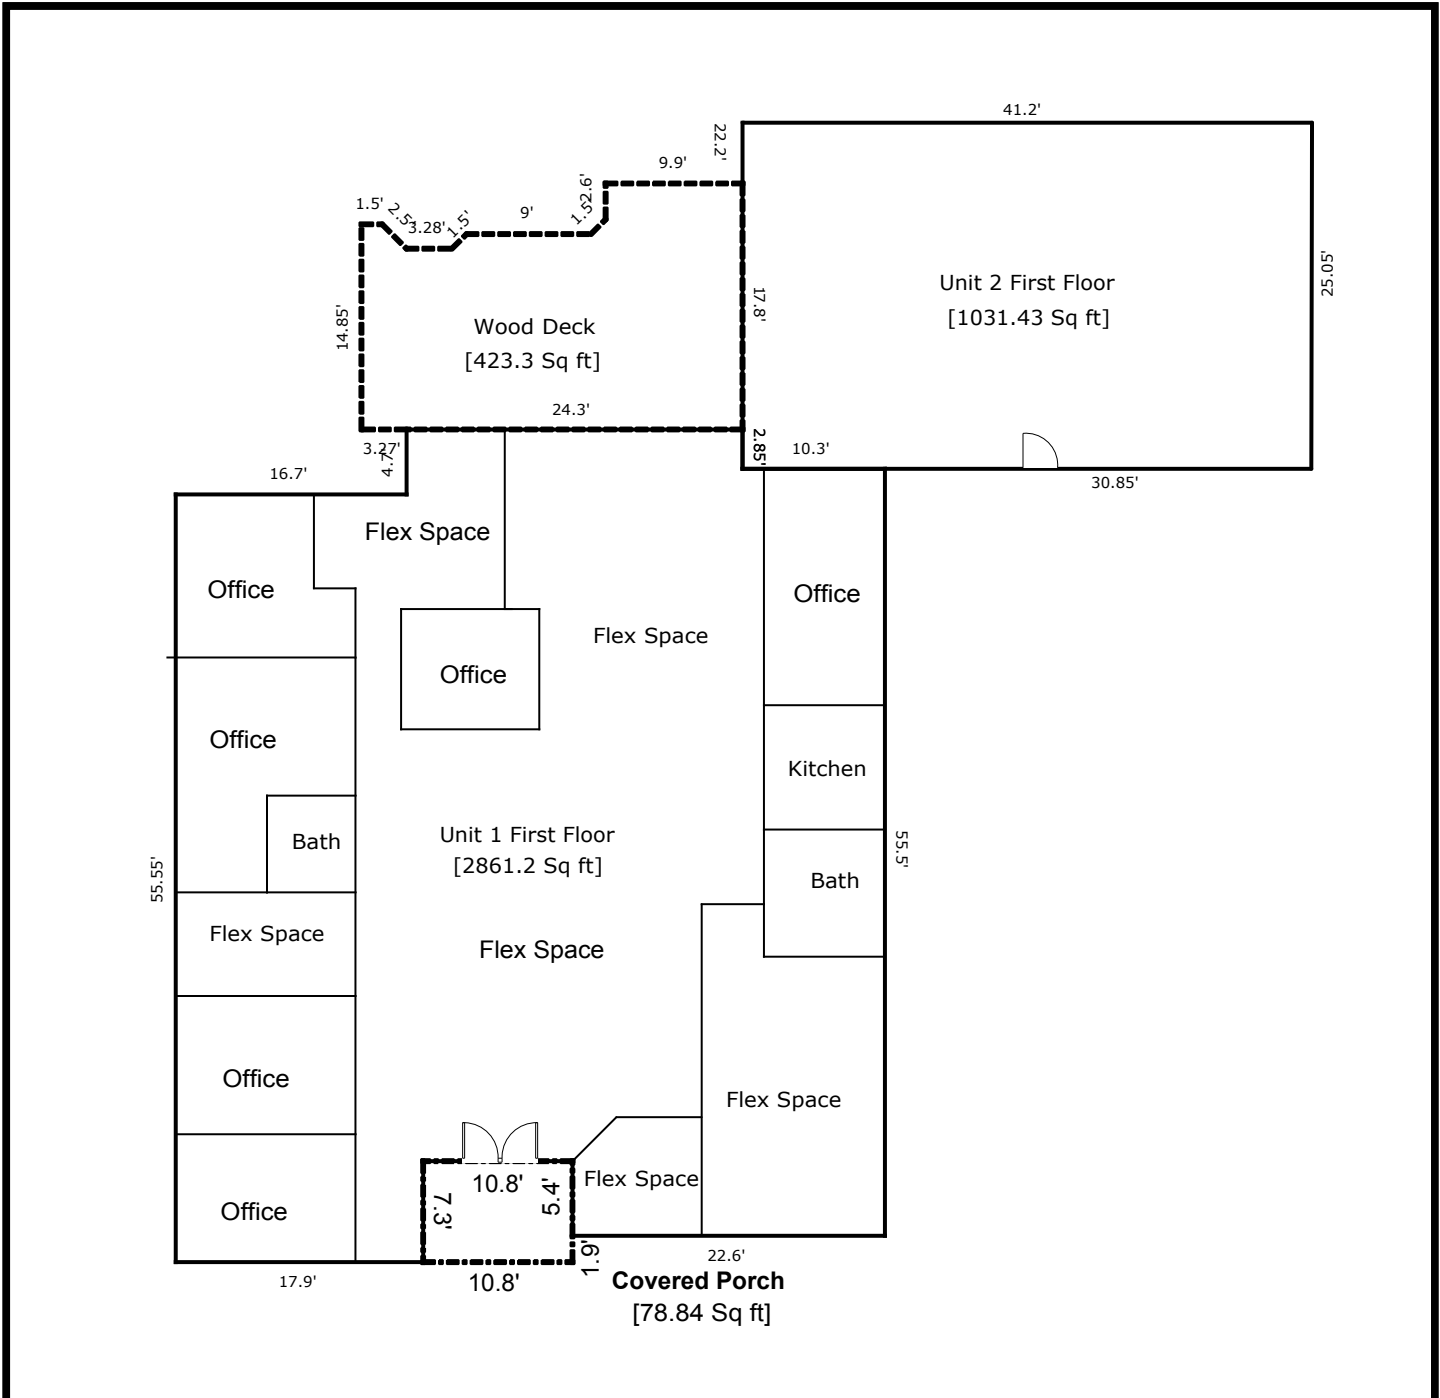 41.2'
22.2'
9.9'
2.6'
1.5'
2.5'
3.28'
1.5'
9'
1.5'
25.05'
Unit 2 First Floor
[1031.43 Sq ft]
17.8'
14.85'
Wood Deck
[423.3 Sq ft]
24.3'
3.27'
4.7'
2.85'
10.3'
30.85'
16.7'
Flex Space
Office
Office
Flex Space
Office
Office
Kitchen
Unit 1 First Floor
[2861.2 Sq ft]
Bath
55.55'
55.5'
Bath
Flex Space
Flex Space
Office
Flex Space
Flex Space
10.8'
7.3'
5.4'
Office
1.9'
22.6'
17.9'
10.8'
Covered Porch
[78.84 Sq ft]